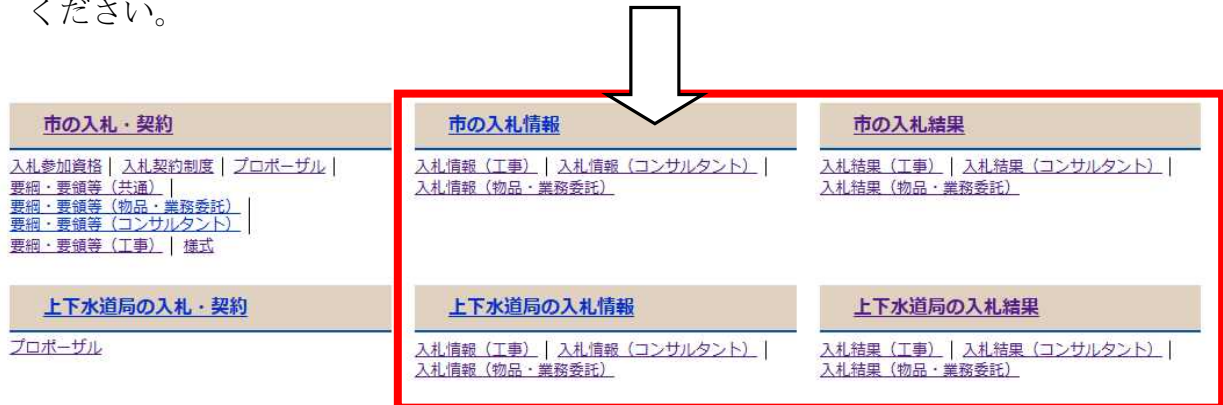 ください。
市の入札・契約
入札参加資格 | 入札契約制度 | プロポーザル |
要綱・要領等（共通） |
要綱・要領等（物品・業務委託） |
要綱・要領等（コンサルタント） |
要綱・要領等（工事） | 様式
市の入札情報
入札情報（工事） | 入札情報（コンサルタント） |
入札情報（物品・業務委託）
市の入札結果
入札結果（工事） | 入札結果（コンサルタント） |
入札結果（物品・業務委託）
上下水道局の入札・契約
プロポーザル
上下水道局の入札情報
入札情報（工事） | 入札情報（コンサルタント） |
入札情報（物品・業務委託）
上下水道局の入札結果
入札結果（工事） | 入札結果（コンサルタント） |
入札結果（物品・業務委託）